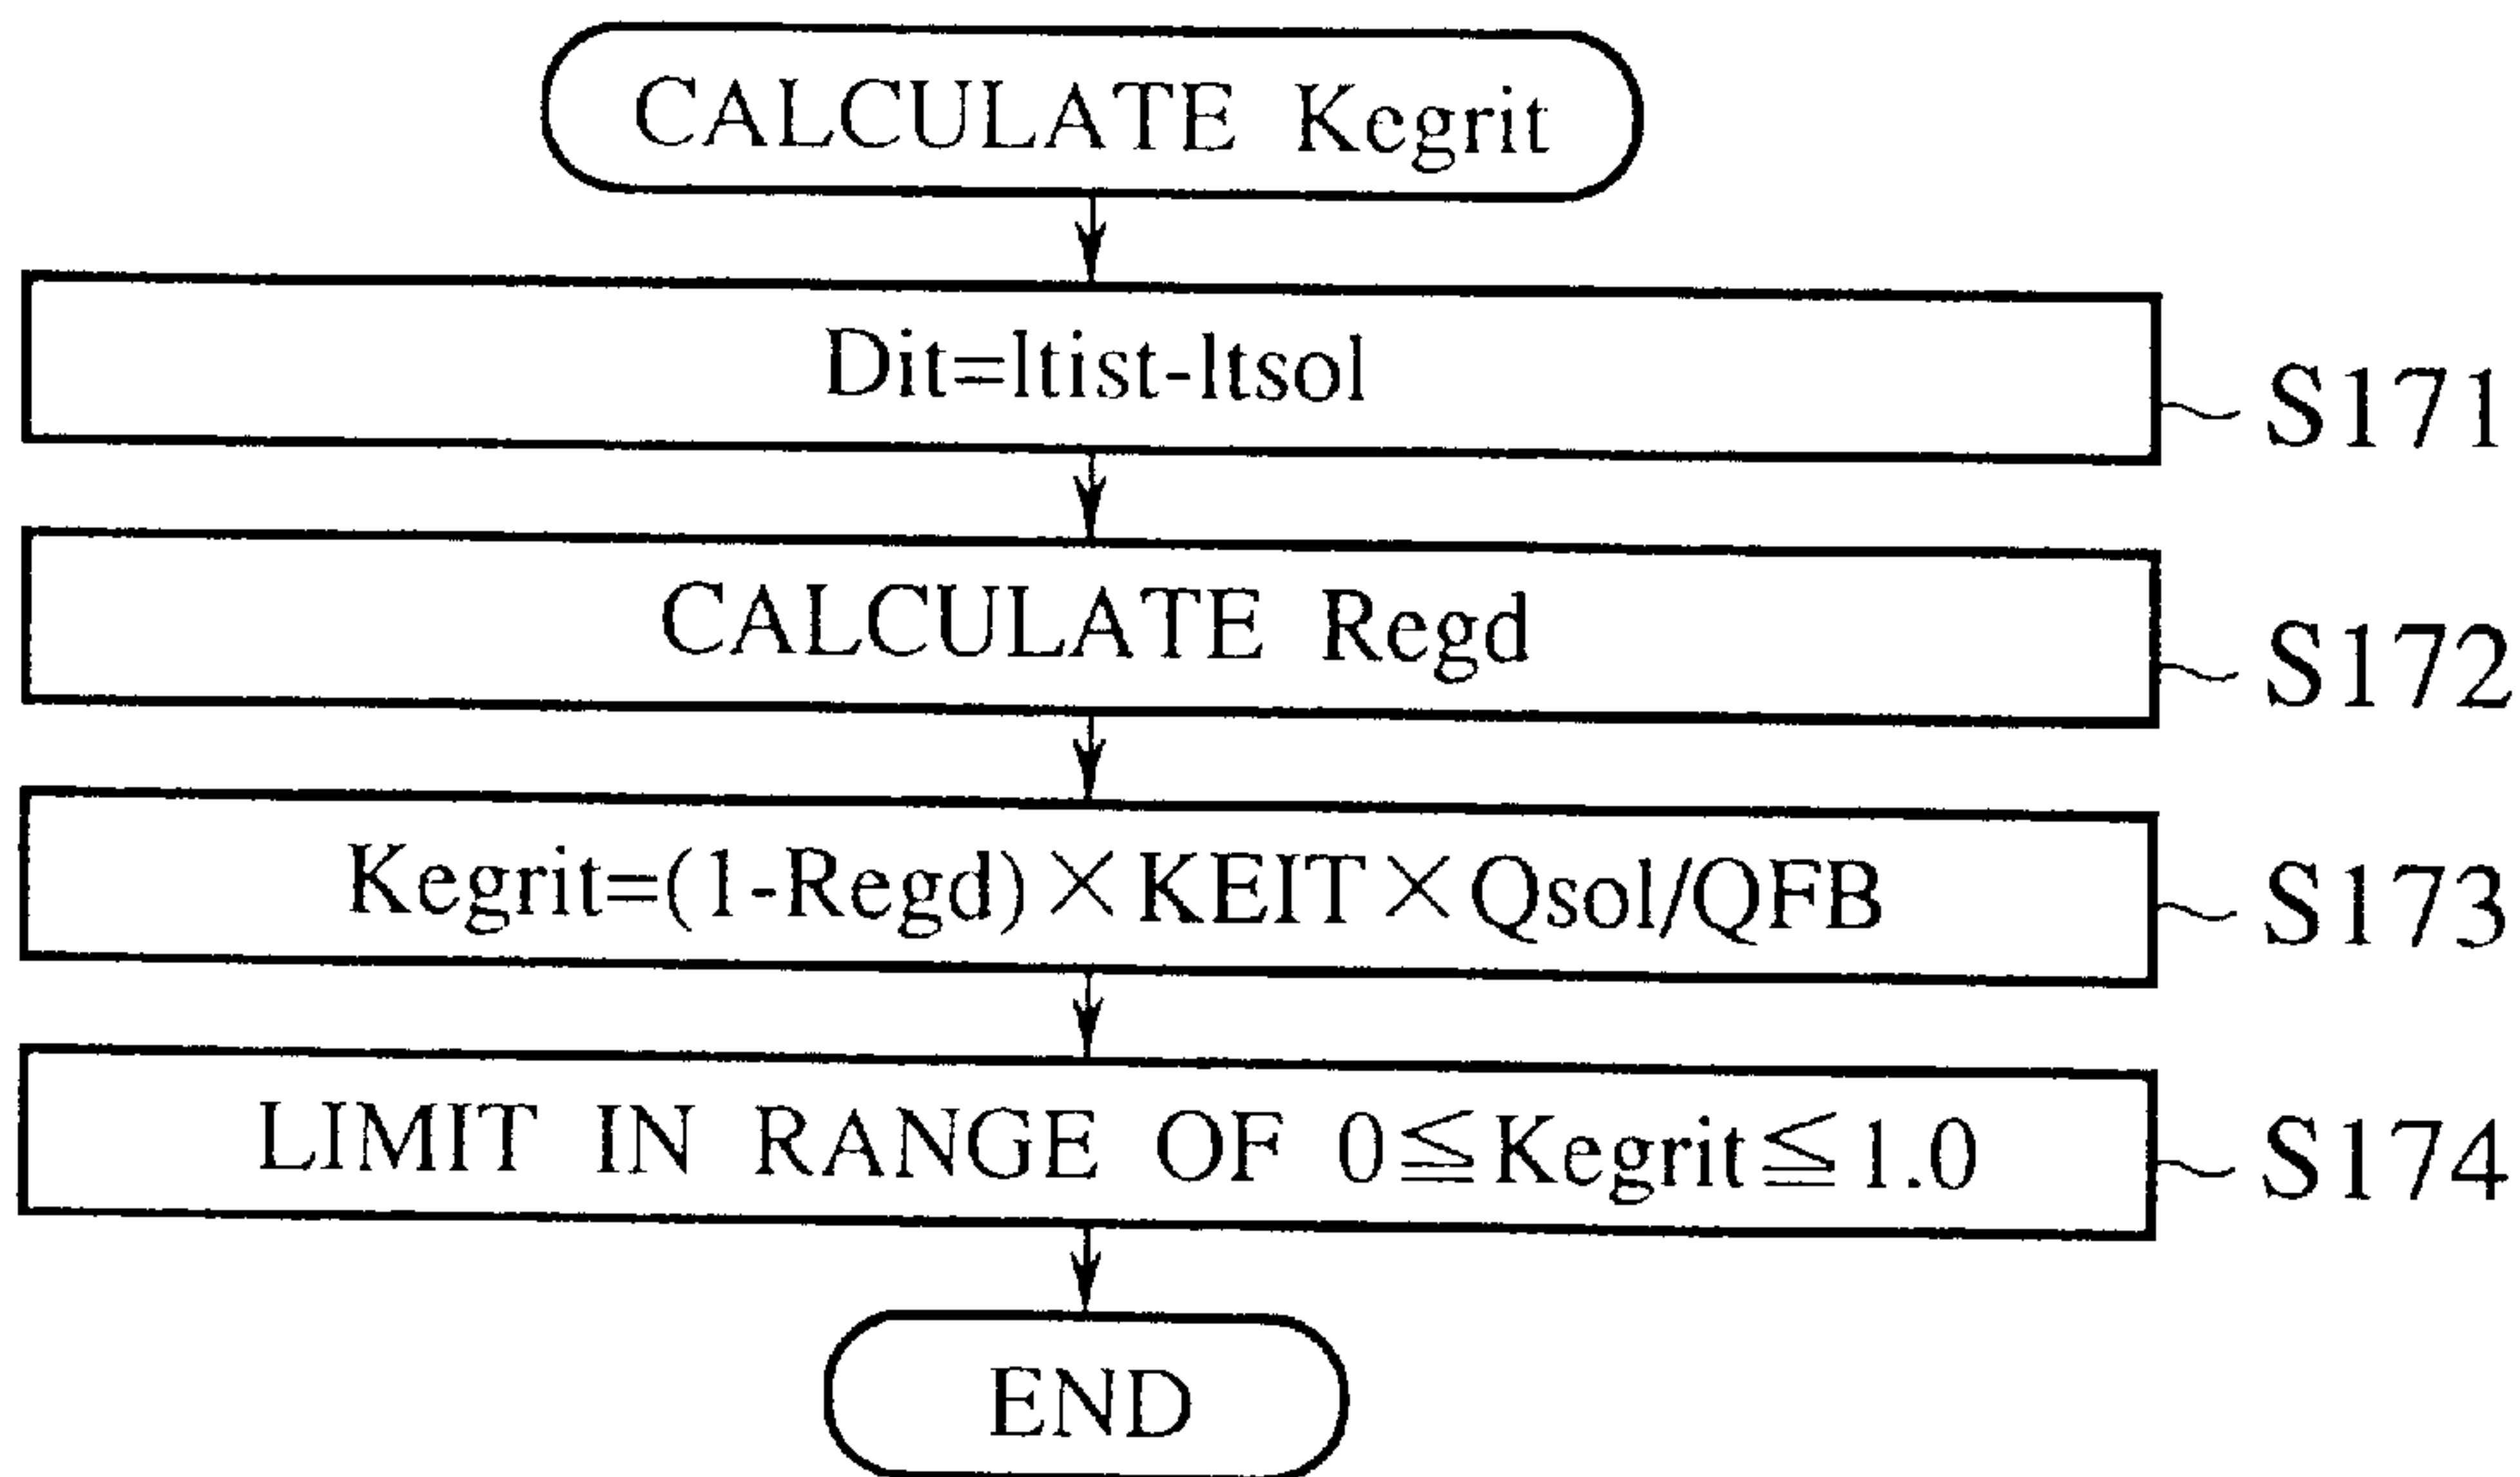 CALCULATE Kegrit
Dit=Itist-Itsol
S171
CALCULATE Regd
S172
Kegrit=(1-Regd)×KEIT×Qsol/QFB
S173
LIMIT IN RANGE OF 0≦Kegrit≦1.0
S174
END